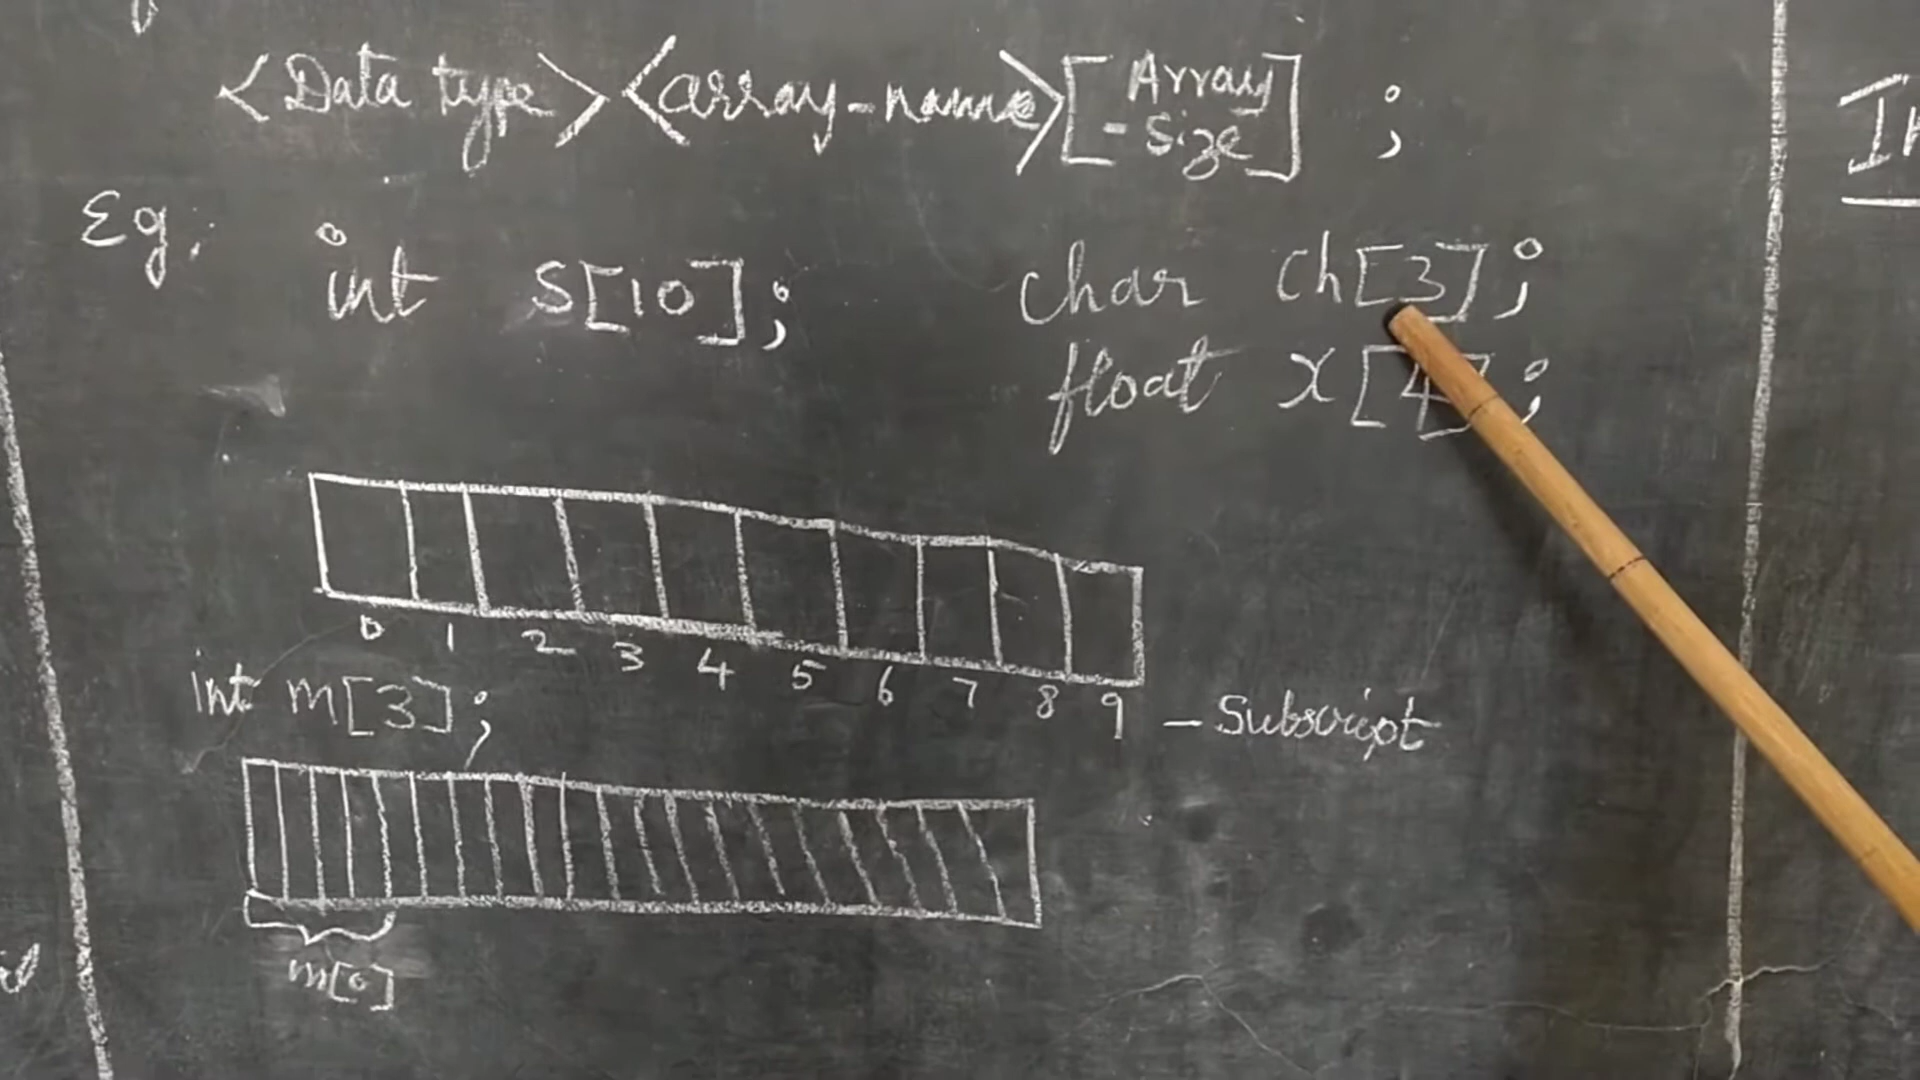 <Data type> <array-name> [Array
-Size] ;
Eg: int S[10]; char Ch[3];
float x[4];
0 1 2 3 4 5 6 7 8 9 - Subscript
int m[3];
m[0]